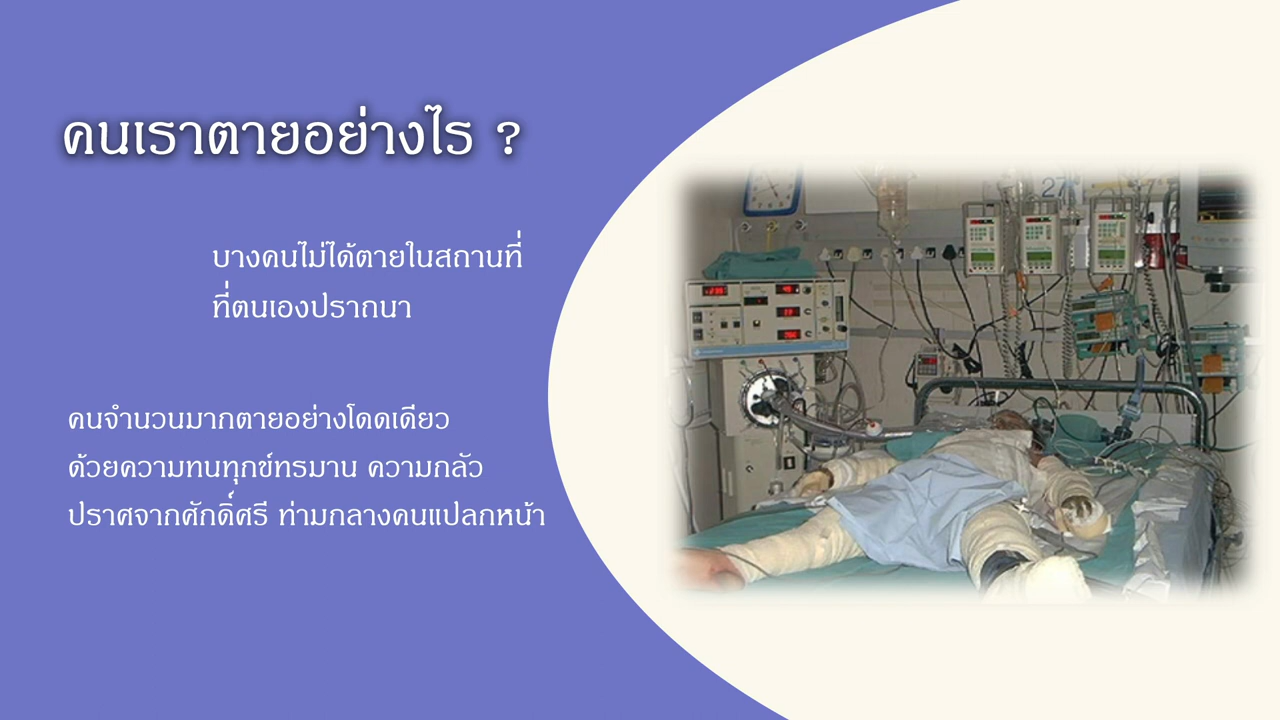 คนเราตายอย่างไร ?
บางคนไม่ได้ตายในสถานที่
ที่ตนเองปราถนา
คนจำนวนมากตายอย่างโดดเดียว
ด้วยความทนทุกข์ทรมาน ความกลัว
ปราศจากศักดิ์ศรี ท่ามกลางคนแปลกหน้า
27